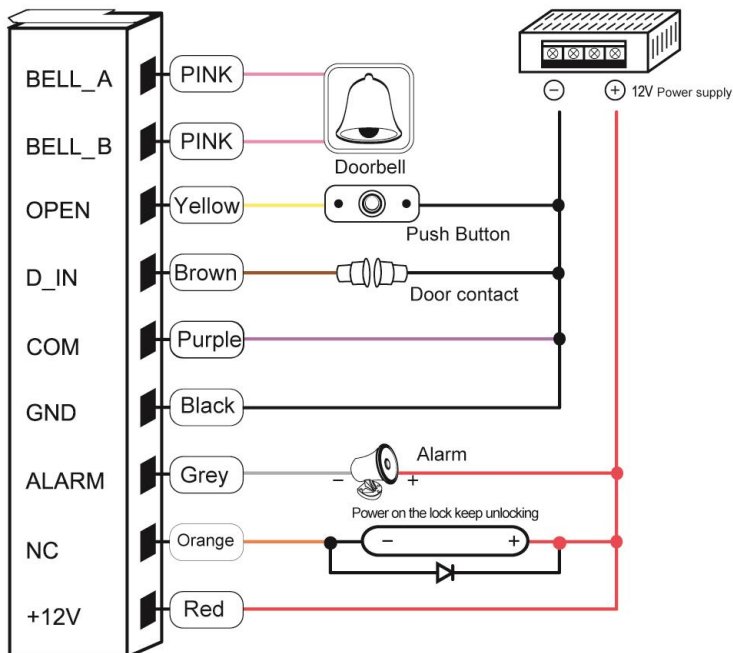 BELL_A PINK
BELL_B PINK
Doorbell
− + 12V Power supply
OPEN Yellow
Push Button
D_IN Brown
Door contact
COM Purple
GND Black
Alarm
ALARM Grey − +
Power on the lock keep unlocking
NC Orange − +
+12V Red